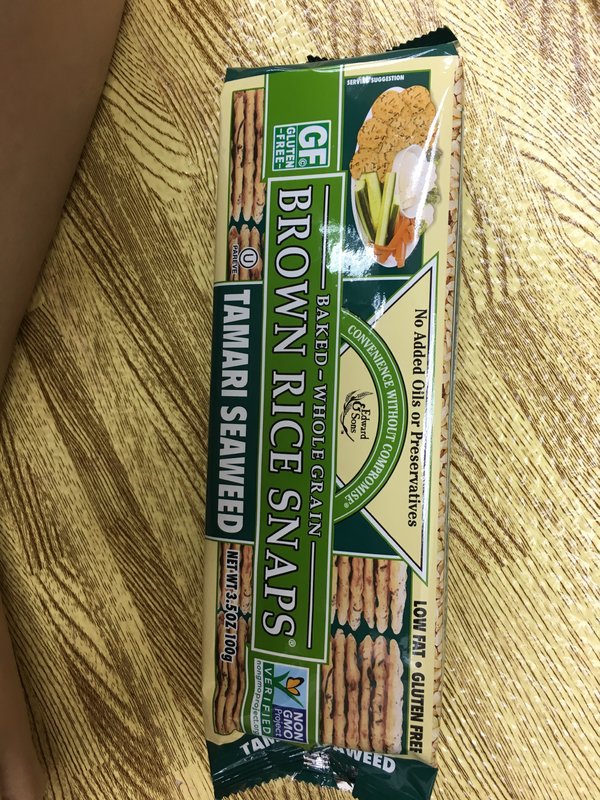 SERVING SUGGESTION
GF©
GLUTEN
-FREE-
No Added Oils or Preservatives
CONVENIENCE WITHOUT COMPROMISE®
Edward
& Sons
BAKED - WHOLE GRAIN
BROWN RICE SNAPS®
U
PAREVE
TAMARI SEAWEED
NET WT 3.5 OZ 100g
LOW FAT • GLUTEN FREE
NON
GMO
Project
VERIFIED
nongmoproject.org
TAMARI SEAWEED